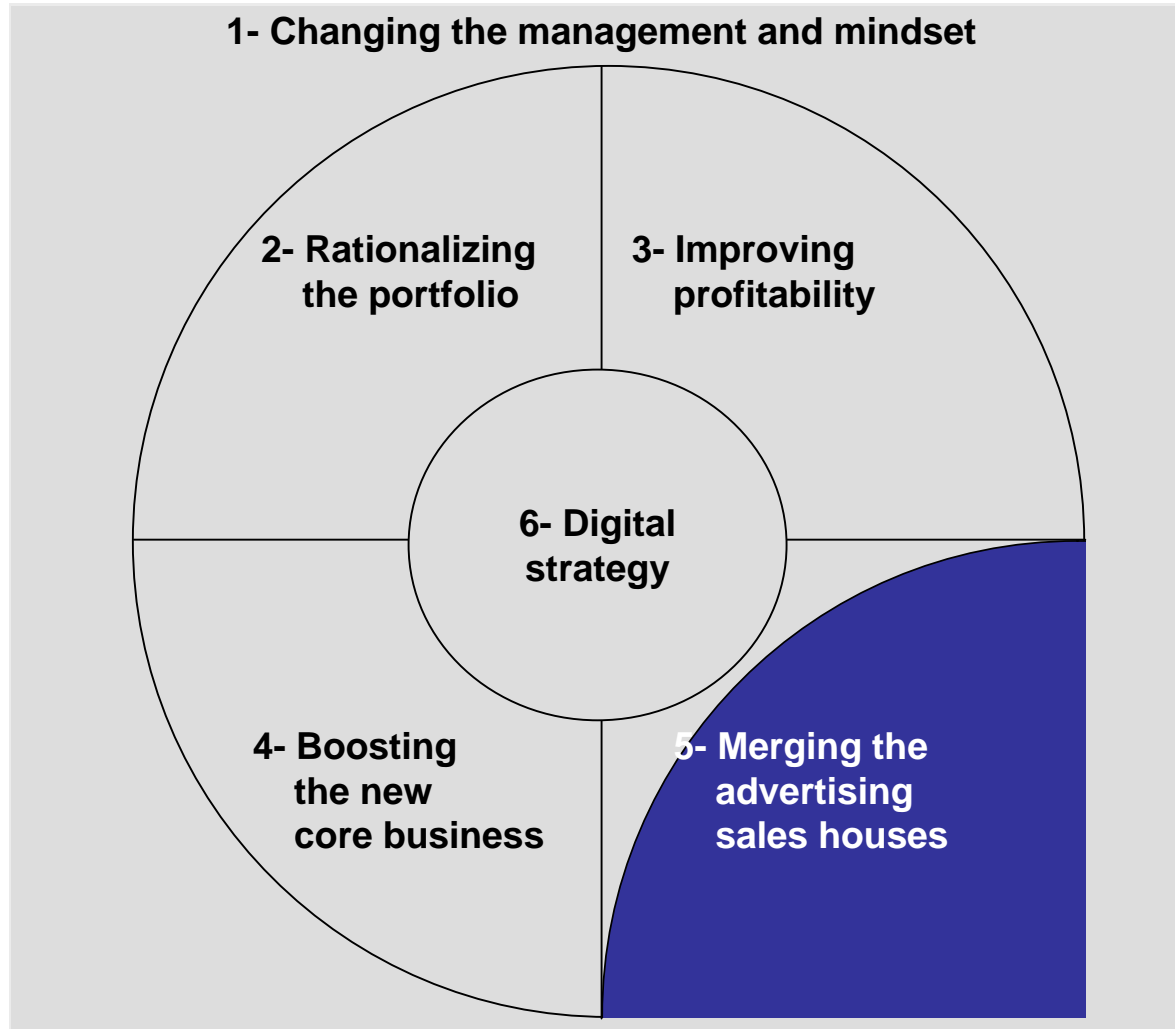 1- Changing the management and mindset
2- Rationalizing
the portfolio
3- Improving
profitability
6- Digital
strategy
4- Boosting
the new
core business
5- Merging the
advertising
sales houses